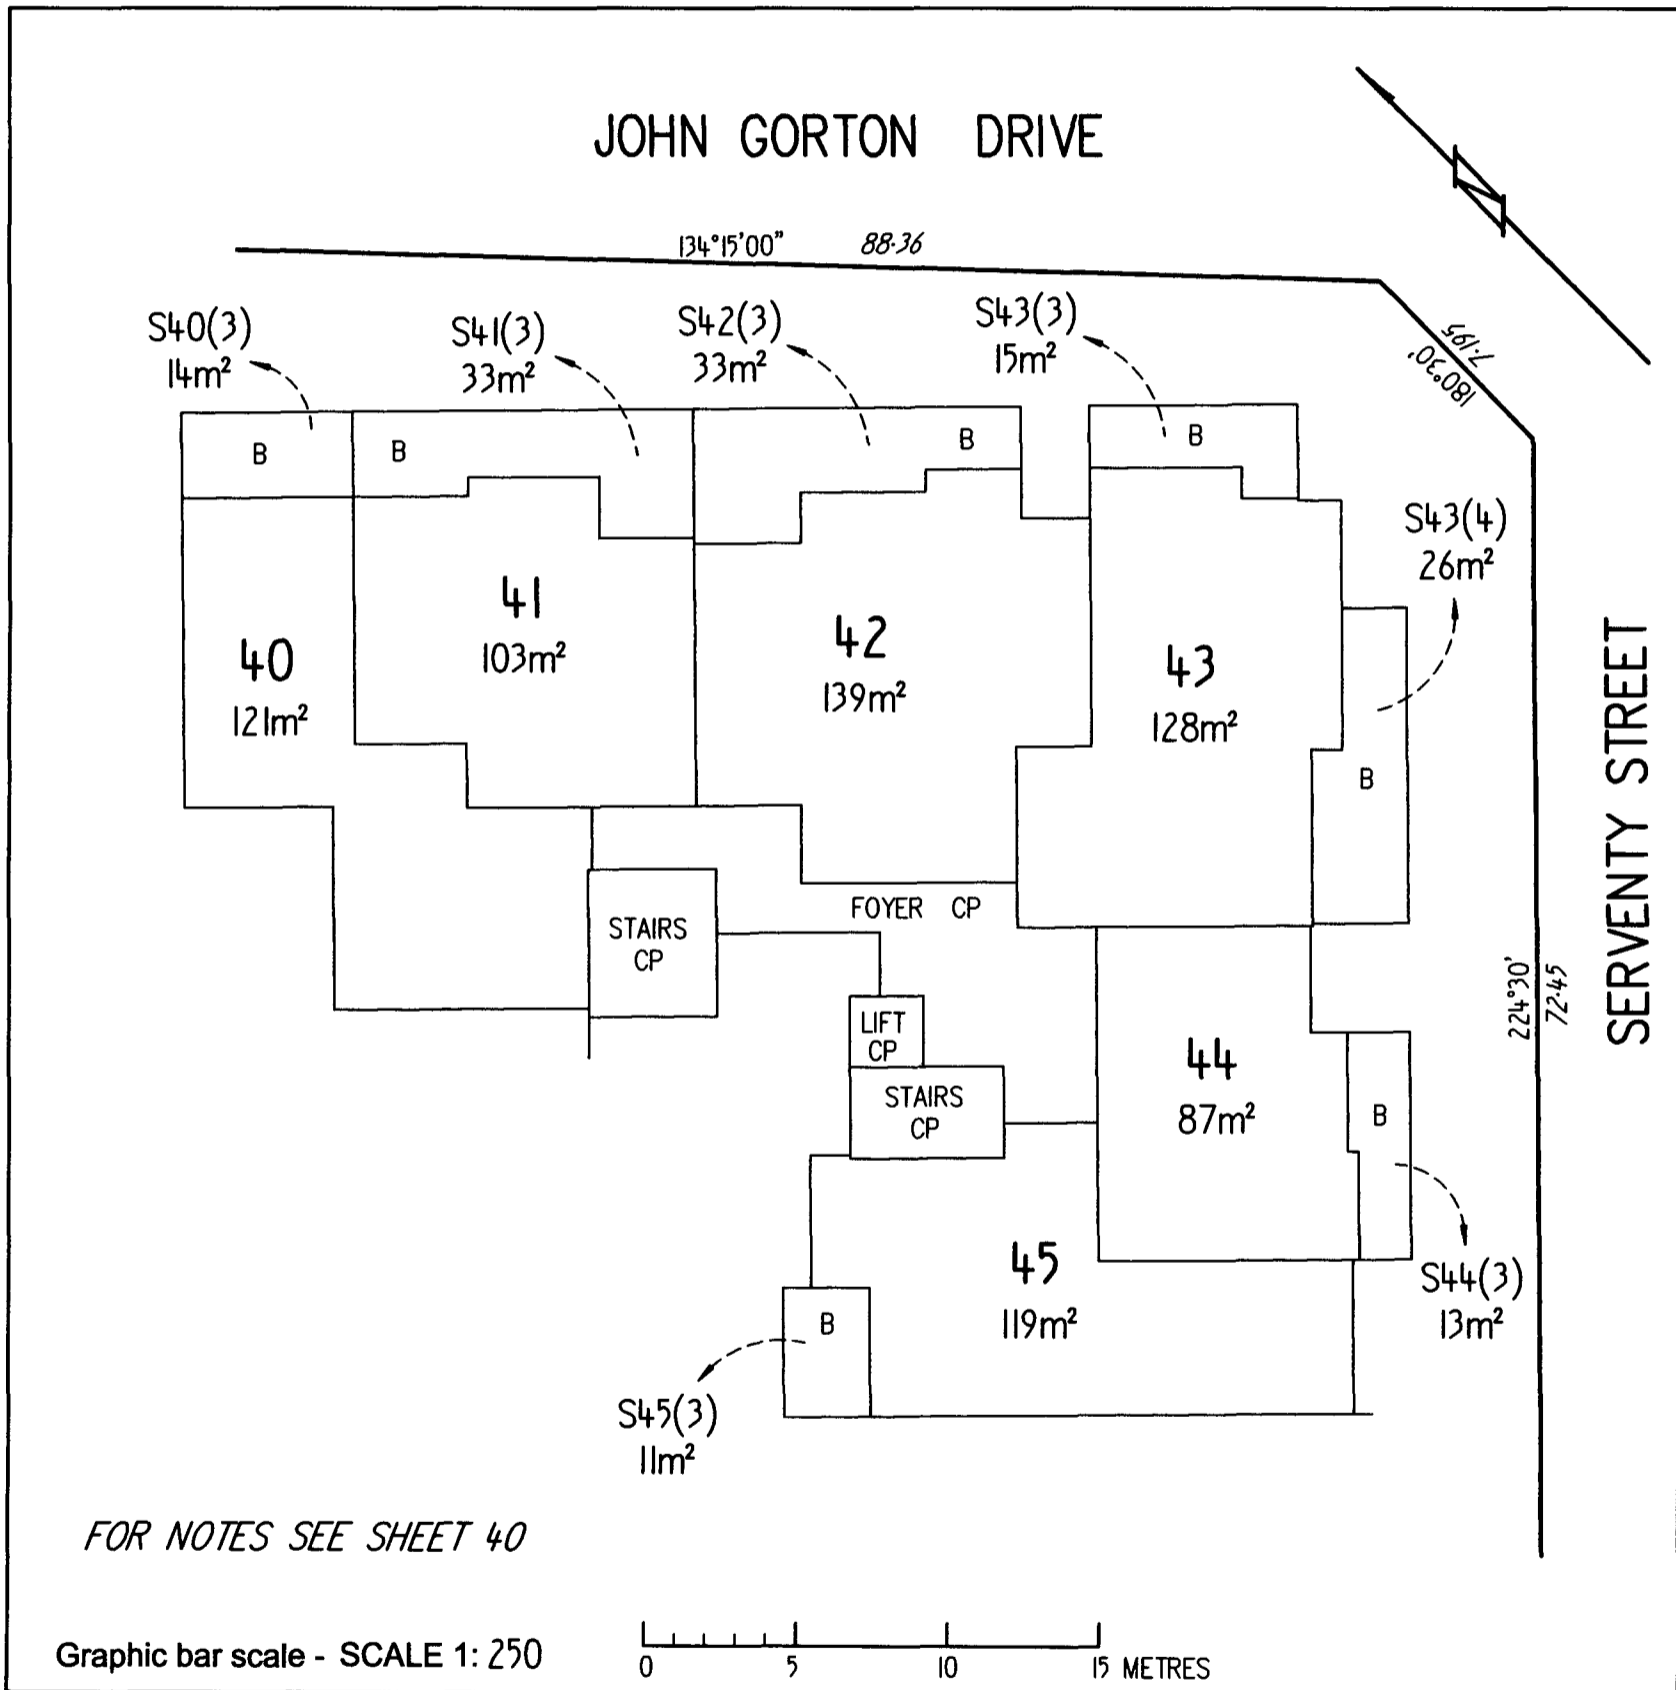 JOHN GORTON DRIVE
134°15'00" 88·36
7·195
180°30'
S40(3)
14m²
S41(3)
33m²
S42(3)
33m²
S43(3)
15m²
B
B
B
B
S43(4)
26m²
40
121m²
41
103m²
42
139m²
43
128m²
B
SERVENTY STREET
224°30'
72·45
FOYER CP
STAIRS
CP
LIFT
CP
STAIRS
CP
44
87m²
B
S44(3)
13m²
45
119m²
B
S45(3)
11m²
FOR NOTES SEE SHEET 40
Graphic bar scale - SCALE 1: 250
0 5 10 15 METRES